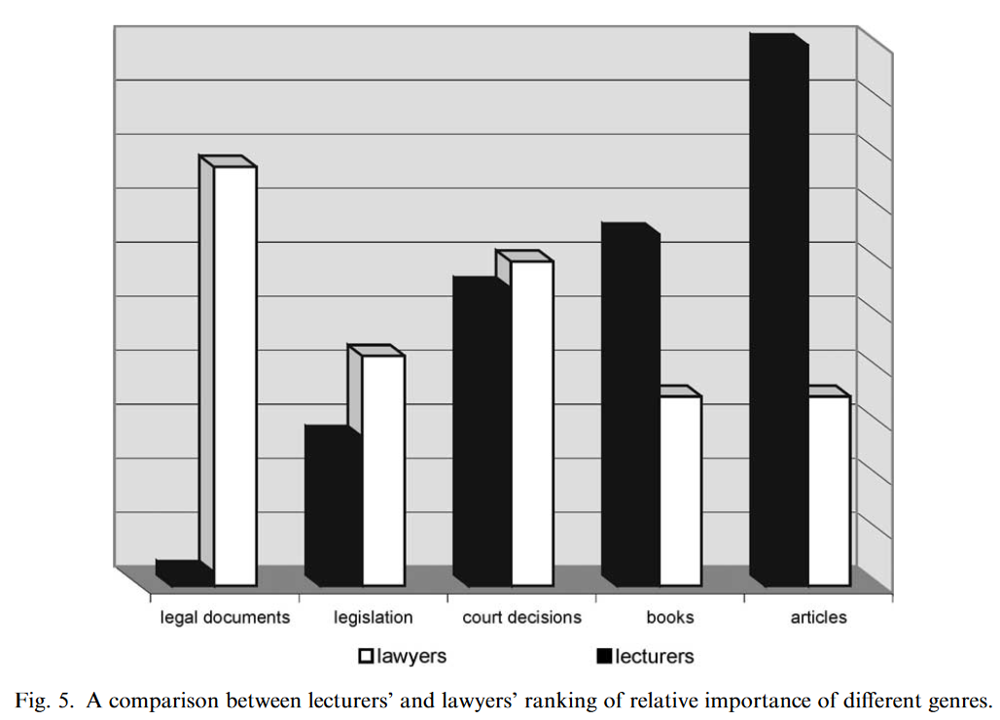 legal documents legislation court decisions books articles
lawyers lecturers
Fig. 5. A comparison between lecturers’ and lawyers’ ranking of relative importance of different genres.